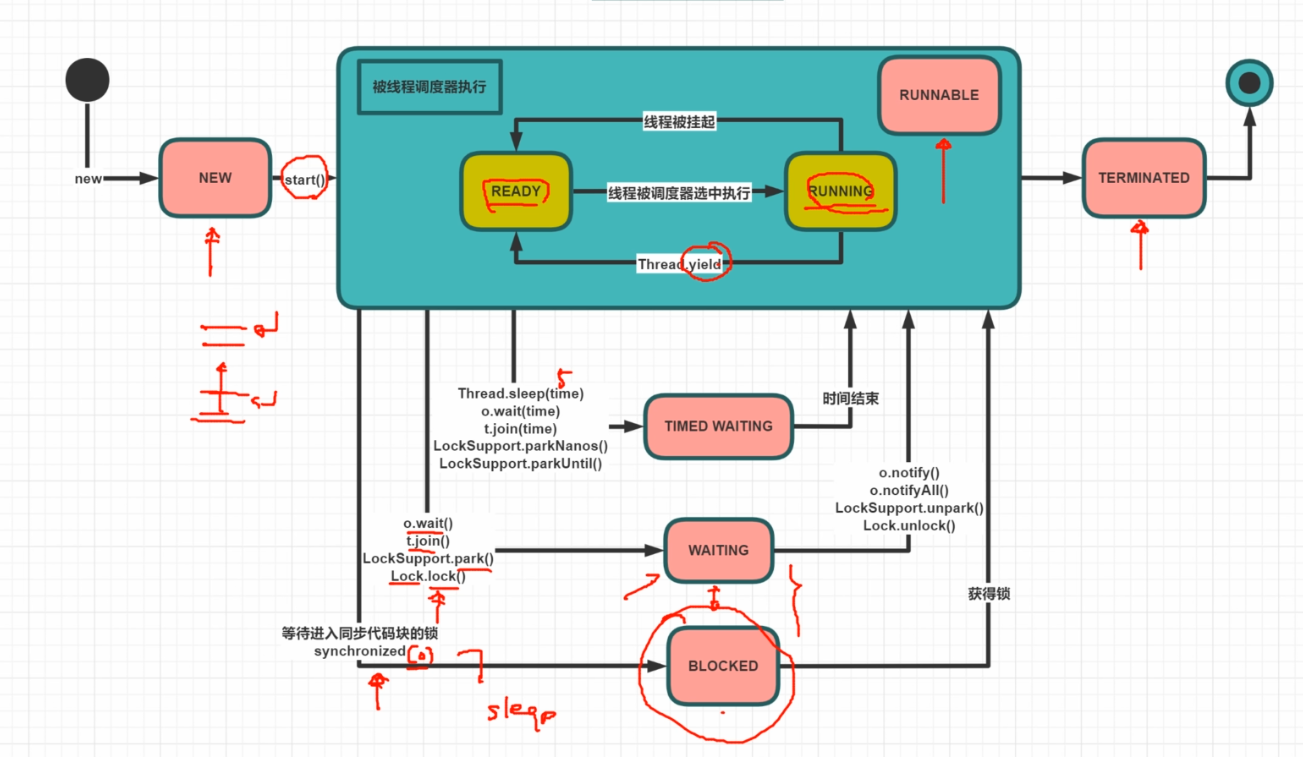 被线程调度器执行
RUNNABLE
线程被挂起
new
NEW
start()
READY
线程被调度器选中执行
RUNNING
TERMINATED
Thread.yield
5
Thread.sleep(time)
o.wait(time)
t.join(time)
LockSupport.parkNanos()
LockSupport.parkUntil()
TIMED WAITING
时间结束
o.notify()
o.notifyAll()
LockSupport.unpark()
Lock.unlock()
o.wait()
t.join()
LockSupport.park()
Lock.lock()
WAITING
获得锁
等待进入同步代码块的锁
synchronized
BLOCKED
sleep